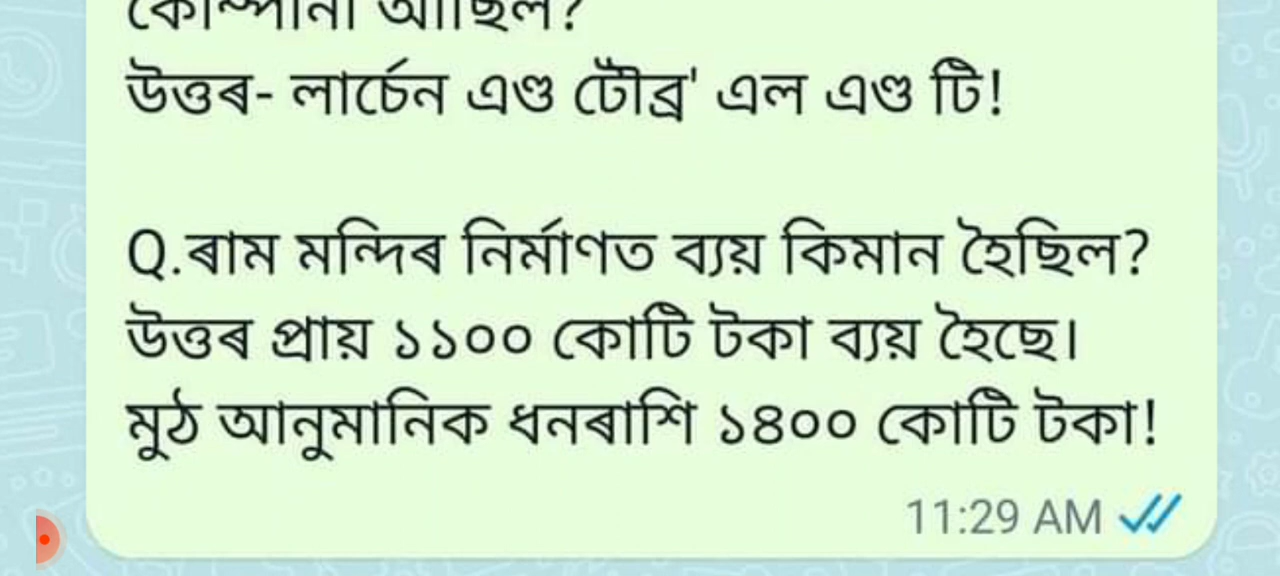 কোম্পানী আছিল?
উত্তৰ- লাৰ্চেন এণ্ড টৌব্ৰ' এল এণ্ড টি!
Q.ৰাম মন্দিৰ নিৰ্মাণত ব্যয় কিমান হৈছিল?
উত্তৰ প্ৰায় ১১০০ কোটি টকা ব্যয় হৈছে।
মুঠ আনুমানিক ধনৰাশি ১৪০০ কোটি টকা!
11:29 AM